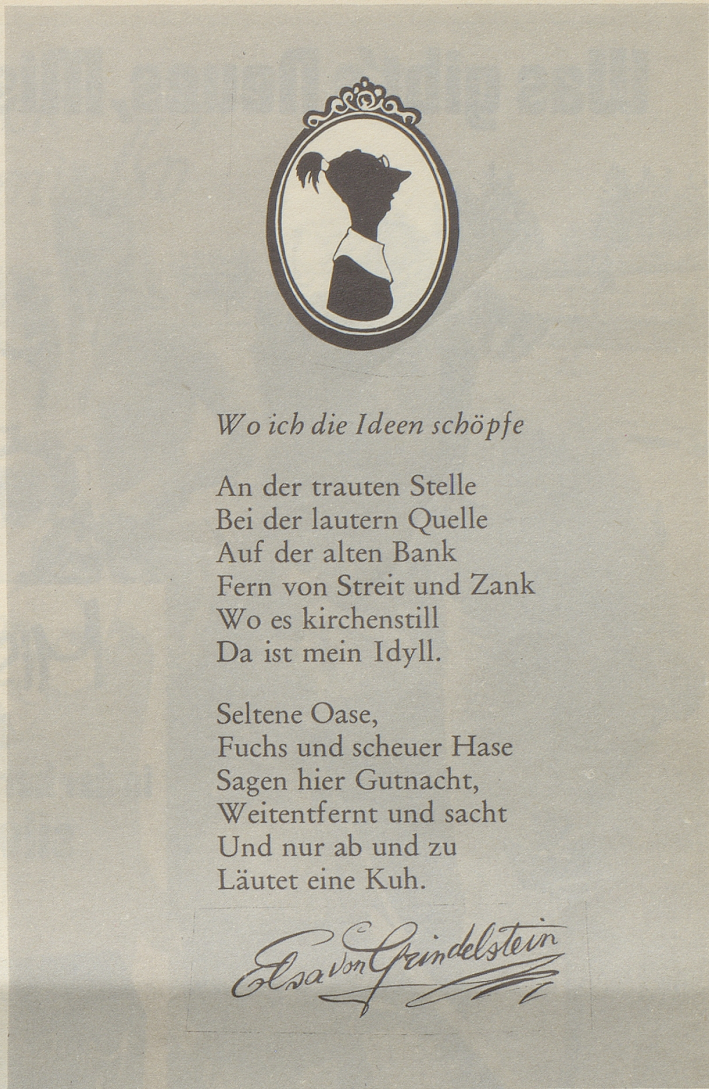 Wo ich die Ideen schöpfe
An der trauten Stelle
Bei der lautern Quelle
Auf der alten Bank
Fern von Streit und Zank
Wo es kirchenstill
Da ist mein Idyll.
Seltene Oase,
Fuchs und scheuer Hase
Sagen hier Gutnacht,
Weitentfernt und sacht
Und nur ab und zu
Läutet eine Kuh.
Elsa von Grindelstein